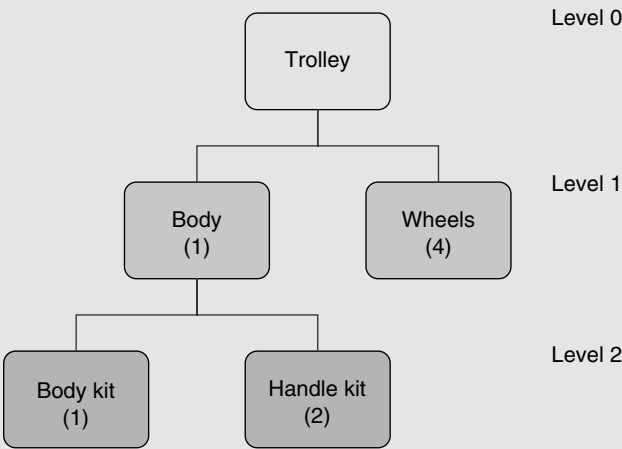 Level 0
Trolley
Level 1
Body
(1)
Wheels
(4)
Level 2
Body kit
(1)
Handle kit
(2)